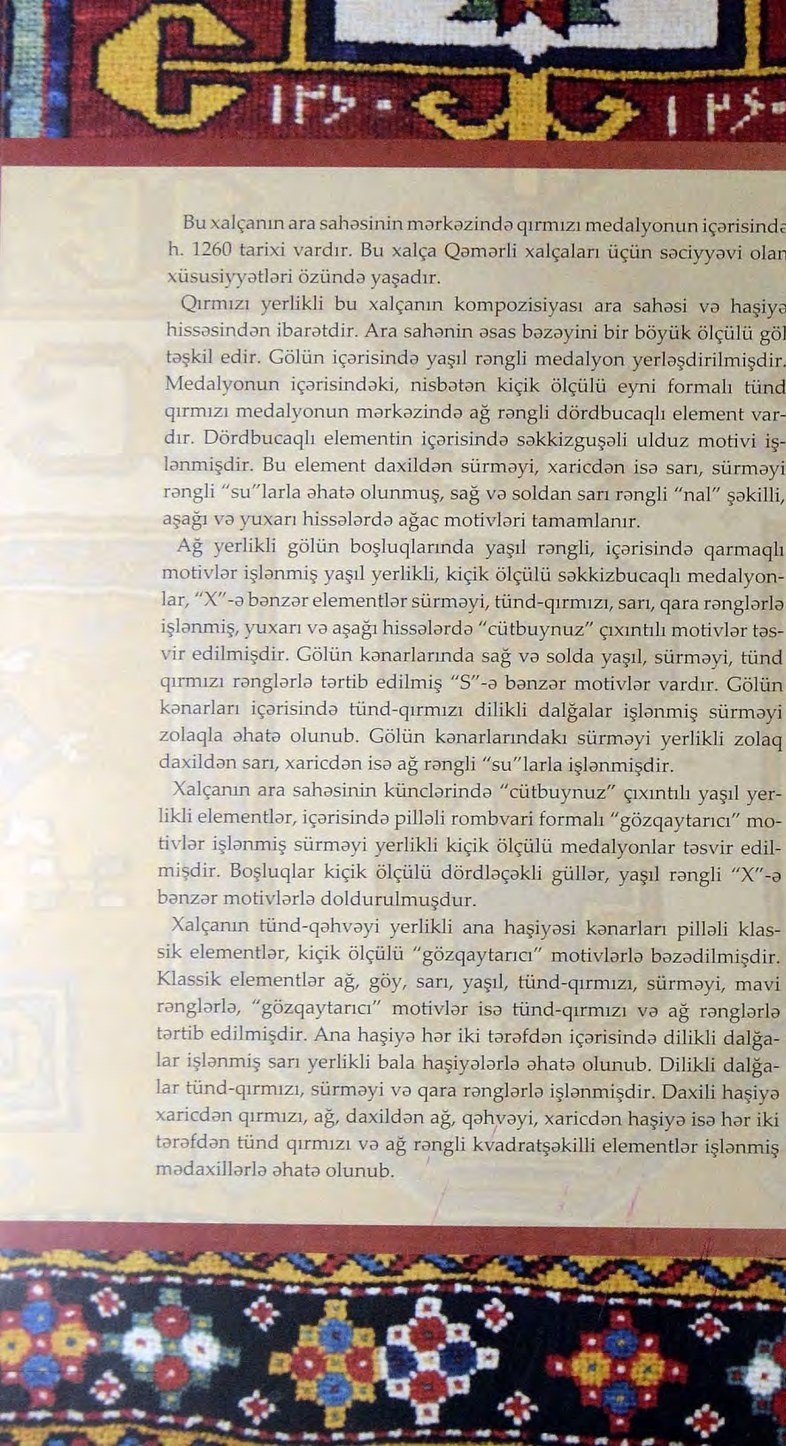 ١٢٦٠
١٢٦٠
Bu xalçanın ara sahəsinin mərkəzində qırmızı medalyonun içərisində
h. 1260 tarixi vardır. Bu xalça Qəmərli xalçaları üçün səciyyəvi olan
xüsusiyyətləri özündə yaşadır.
Qırmızı yerlikli bu xalçanın kompozisiyası ara sahəsi və haşiyə
hissəsindən ibarətdir. Ara sahənin əsas bəzəyini bir böyük ölçülü göl
təşkil edir. Gölün içərisində yaşıl rəngli medalyon yerləşdirilmişdir.
Medalyonun içərisindəki, nisbətən kiçik ölçülü eyni formalı tünd
qırmızı medalyonun mərkəzində ağ rəngli dördbucaqlı element var-
dır. Dördbucaqlı elementin içərisində səkkizguşəli ulduz motivi iş-
lənmişdir. Bu element daxildən sürməyi, xaricdən isə sarı, sürməyi
rəngli "su"larla əhatə olunmuş, sağ və soldan sarı rəngli "nal" şəkilli,
aşağı və yuxarı hissələrdə ağac motivləri tamamlanır.
Ağ yerlikli gölün boşluqlarında yaşıl rəngli, içərisində qarmaqlı
motivlər işlənmiş yaşıl yerlikli, kiçik ölçülü səkkizbucaqlı medalyon-
lar, "X"-ə bənzər elementlər sürməyi, tünd-qırmızı, sarı, qara rənglərlə
işlənmiş, yuxarı və aşağı hissələrdə "cütbuynuz" çıxıntılı motivlər təs-
vir edilmişdir. Gölün kənarlarında sağ və solda yaşıl, sürməyi, tünd
qırmızı rənglərlə tərtib edilmiş "S"-ə bənzər motivlər vardır. Gölün
kənarları içərisində tünd-qırmızı dilikli dalğalar işlənmiş sürməyi
zolaqla əhatə olunub. Gölün kənarlarındakı sürməyi yerlikli zolaq
daxildən sarı, xaricdən isə ağ rəngli "su"larla işlənmişdir.
Xalçanın ara sahəsinin künclərində "cütbuynuz" çıxıntılı yaşıl yer-
likli elementlər, içərisində pilləli rombvari formalı "gözqaytarıcı" mo-
tivlər işlənmiş sürməyi yerlikli kiçik ölçülü medalyonlar təsvir edil-
mişdir. Boşluqlar kiçik ölçülü dördləçəkli güllər, yaşıl rəngli "X"-ə
bənzər motivlərlə doldurulmuşdur.
Xalçanın tünd-qəhvəyi yerlikli ana haşiyəsi kənarları pilləli klas-
sik elementlər, kiçik ölçülü "gözqaytarıcı" motivlərlə bəzədilmişdir.
Klassik elementlər ağ, göy, sarı, yaşıl, tünd-qırmızı, sürməyi, mavi
rənglərlə, "gözqaytarıcı" motivlər isə tünd-qırmızı və ağ rənglərlə
tərtib edilmişdir. Ana haşiyə hər iki tərəfdən içərisində dilikli dalğa-
lar işlənmiş sarı yerlikli bala haşiyələrlə əhatə olunub. Dilikli dalğa-
lar tünd-qırmızı, sürməyi və qara rənglərlə işlənmişdir. Daxili haşiyə
xaricdən qırmızı, ağ, daxildən ağ, qəhvəyi, xaricdən haşiyə isə hər iki
tərəfdən tünd qırmızı və ağ rəngli kvadratşəkilli elementlər işlənmiş
mədaxillərlə əhatə olunub.